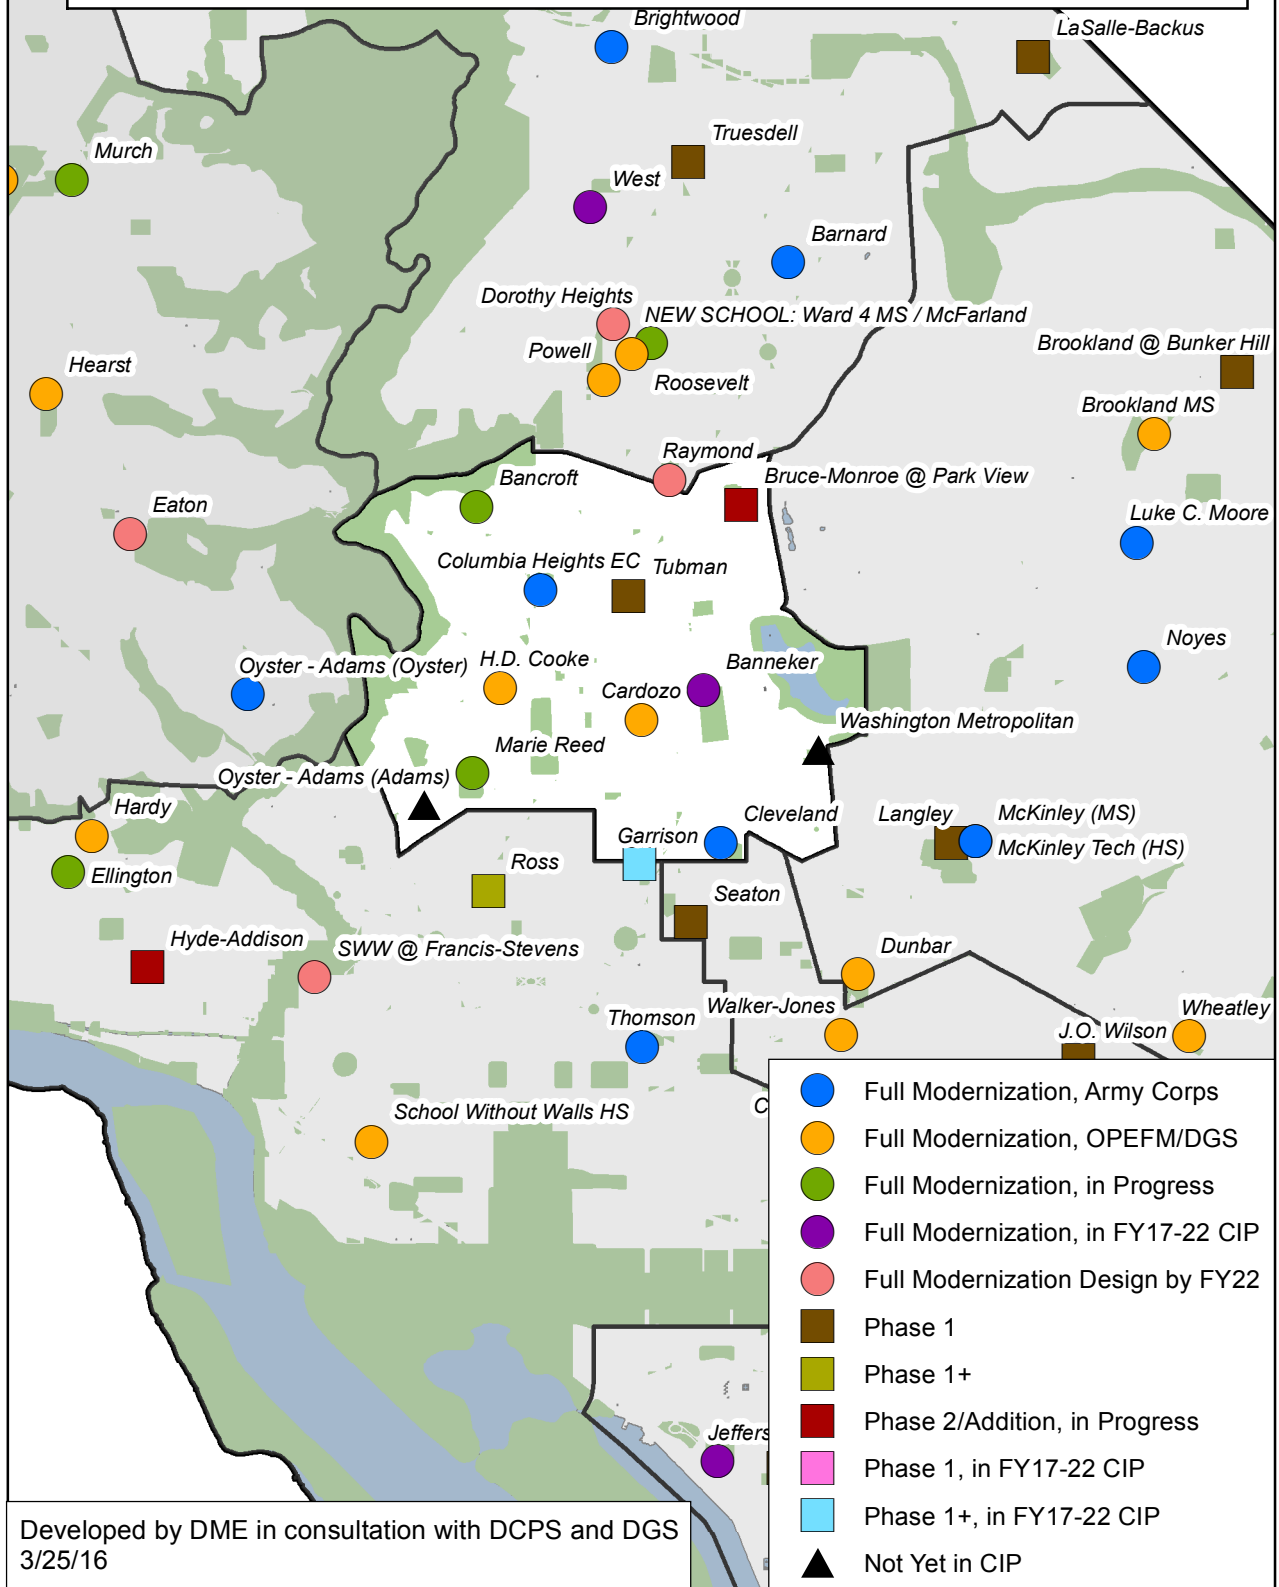 Brightwood
LaSalle-Backus
Truesdell
Murch
West
Barnard
Dorothy Heights
NEW SCHOOL: Ward 4 MS / McFarland
Brookland @ Bunker Hill
Powell
Hearst
Roosevelt
Brookland MS
Raymond
Bancroft
Bruce-Monroe @ Park View
Eaton
Luke C. Moore
Columbia Heights EC
Tubman
Noyes
Oyster - Adams (Oyster)
H.D. Cooke
Banneker
Cardozo
Washington Metropolitan
Marie Reed
Oyster - Adams (Adams)
Hardy
Cleveland
Langley
McKinley (MS)
Garrison
McKinley Tech (HS)
Ross
Ellington
Seaton
Hyde-Addison
SWW @ Francis-Stevens
Dunbar
Walker-Jones
Wheatley
Thomson
J.O. Wilson
School Without Walls HS
C
Jeffers
Full Modernization, Army Corps
Full Modernization, OPEFM/DGS
Full Modernization, in Progress
Full Modernization, in FY17-22 CIP
Full Modernization Design by FY22
Phase 1
Phase 1+
Phase 2/Addition, in Progress
Phase 1, in FY17-22 CIP
Phase 1+, in FY17-22 CIP
Not Yet in CIP
Developed by DME in consultation with DCPS and DGS
3/25/16